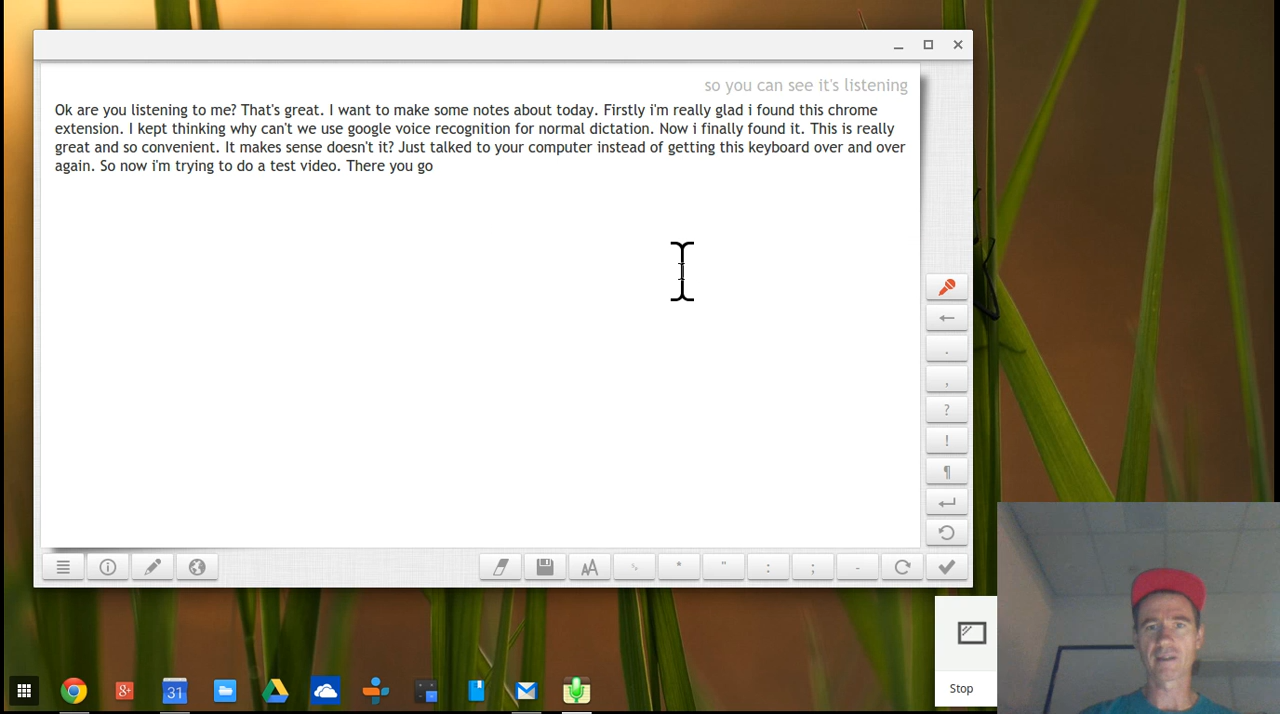 so you can see it's listening
Ok are you listening to me? That's great. I want to make some notes about today. Firstly i'm really glad i found this chrome
extension. I kept thinking why can't we use google voice recognition for normal dictation. Now i finally found it. This is really
great and so convenient. It makes sense doesn't it? Just talked to your computer instead of getting this keyboard over and over
again. So now i'm trying to do a test video. There you go
.
,
?
!
¶
AA
*
"
:
;
-
Stop
8+
31